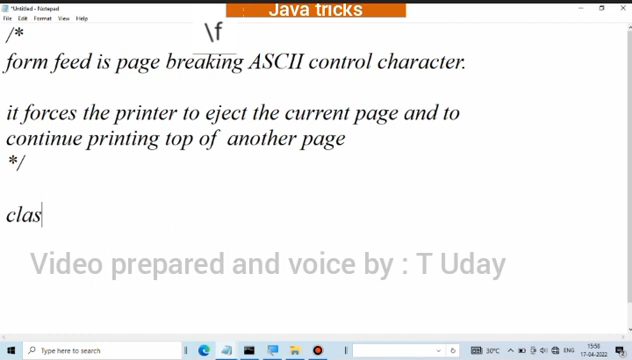 Java tricks
*Untitled - Notepad
File Edit Format View Help
/*
\f
form feed is page breaking ASCII control character.
it forces the printer to eject the current page and to
continue printing top of another page
*/
clas
Video prepared and voice by : T Uday
Type here to search
30°C
ENG
15:58
17-04-2022